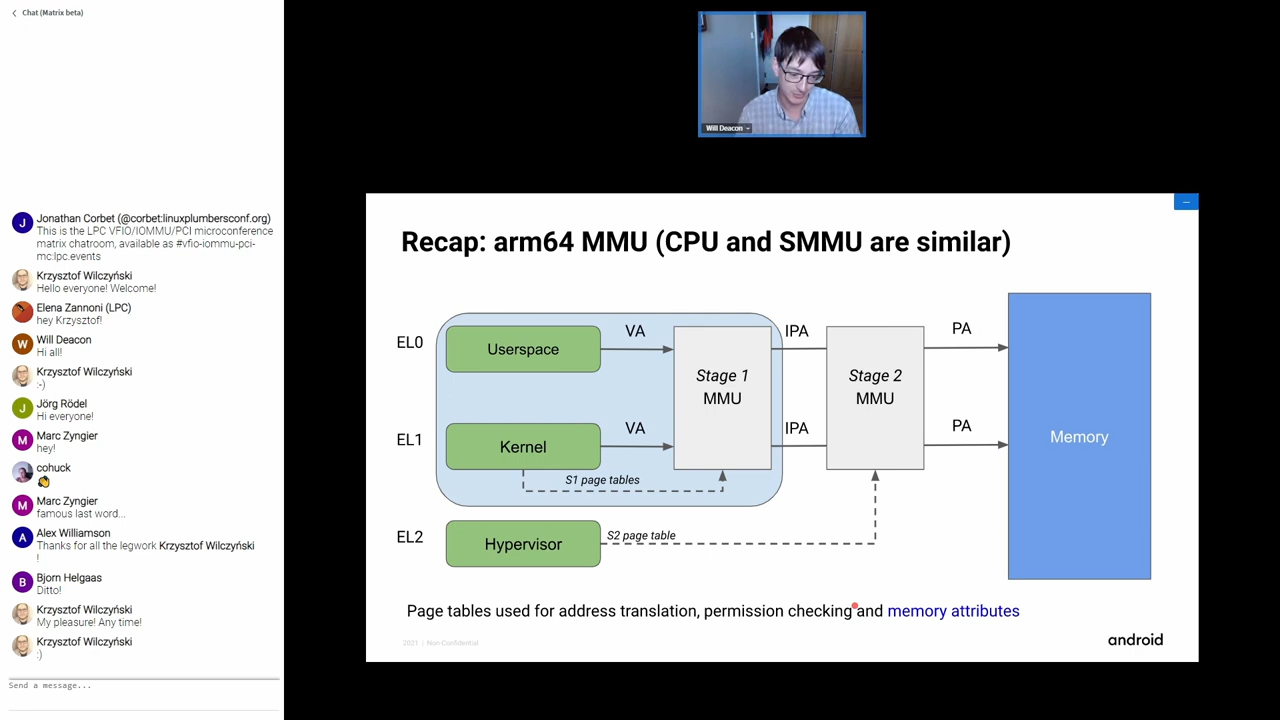 Chat (Matrix beta)
Jonathan Corbet (@corbet:linuxplumbersconf.org)
This is the LPC VFIO/IOMMU/PCI microconference
matrix chatroom, available as #vfio-iommu-pci-
mc:lpc.events
Krzysztof Wilczyński
Hello everyone! Welcome!
Elena Zannoni (LPC)
hey Krzysztof!
Will Deacon
Hi all!
Krzysztof Wilczyński
:-)
Jörg Rödel
Hi everyone!
Marc Zyngier
hey!
cohuck
Marc Zyngier
famous last word...
Alex Williamson
Thanks for all the legwork Krzysztof Wilczyński
!
Bjorn Helgaas
Ditto!
Krzysztof Wilczyński
My pleasure! Any time!
Krzysztof Wilczyński
:)
Send a message...
J
W
J
M
M
A
B
Will Deacon
Recap: arm64 MMU (CPU and SMMU are similar)
EL0
Userspace
VA
Stage 1
MMU
IPA
Stage 2
MMU
PA
Memory
EL1
Kernel
VA
IPA
PA
S1 page tables
EL2
Hypervisor
S2 page table
Page tables used for address translation, permission checking and memory attributes
2021 | Non-Confidential
android